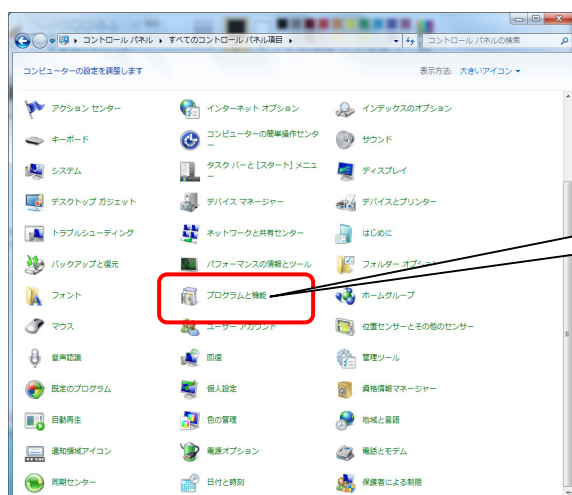 コントロール パネル ▸ すべてのコントロール パネル項目 ▸
コントロール パネルの検索
コンピューターの設定を調整します
表示方法: 大きいアイコン
アクション センター
インターネット オプション
インデックスのオプション
キーボード
コンピューターの簡単操作センタ
ー
サウンド
システム
タスク バーと [スタート] メニュ
ー
ディスプレイ
デスクトップ ガジェット
デバイス マネージャー
デバイスとプリンター
トラブルシューティング
ネットワークと共有センター
はじめに
バックアップと復元
パフォーマンスの情報とツール
フォルダー オプション
フォント
プログラムと機能
ホームグループ
マウス
ユーザー アカウント
位置センサーとその他のセンサー
音声認識
回復
管理ツール
既定のプログラム
個人設定
資格情報マネージャー
自動再生
色の管理
地域と言語
通知領域アイコン
電源オプション
電話とモデム
同期センター
日付と時刻
保護者による制限